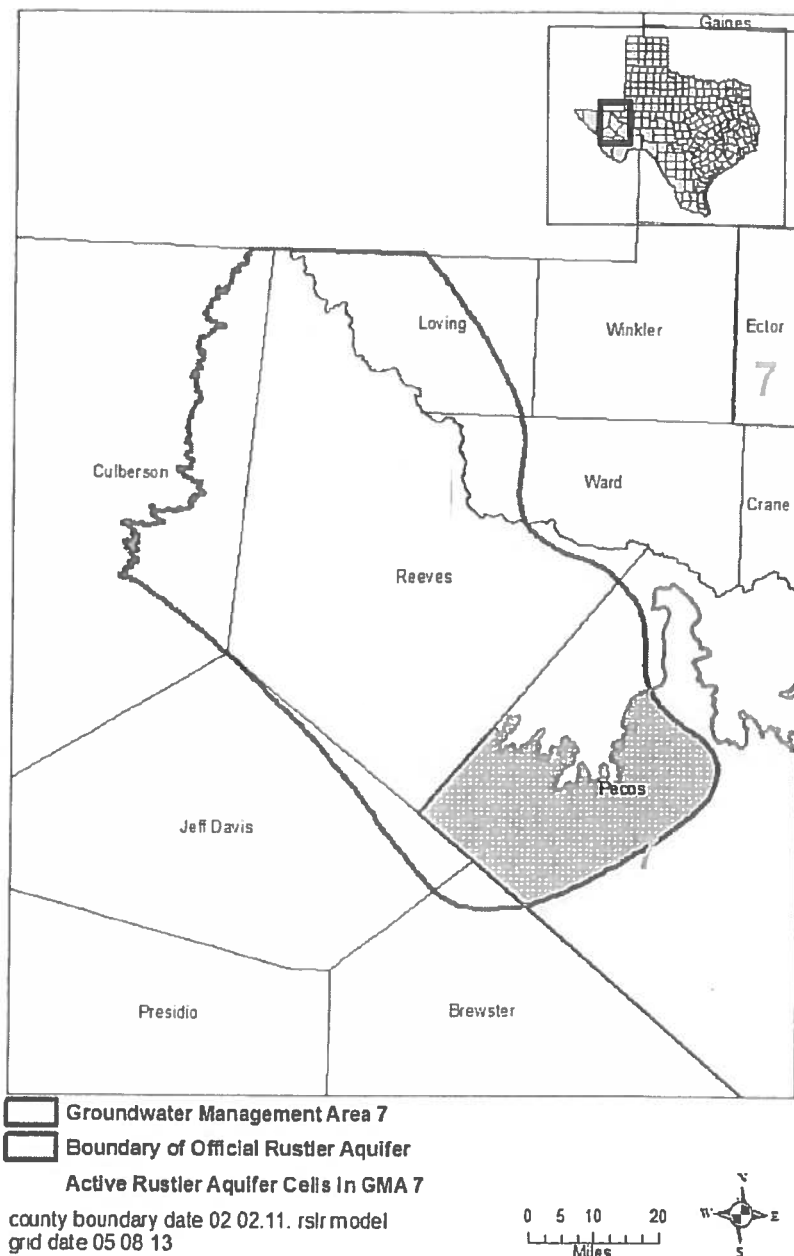 Gaines
Loving
Winkler
Ector
7
Culberson
Ward
Crane
Reeves
Pecos
Jeff Davis
7
Presidio
Brewster
Groundwater Management Area 7
Boundary of Official Rustler Aquifer
Active Rustler Aquifer Cells in GMA 7
county boundary date 02 02.11. rslr model
grid date 05 08 13
0 5 10 20
Miles
N
W E
S